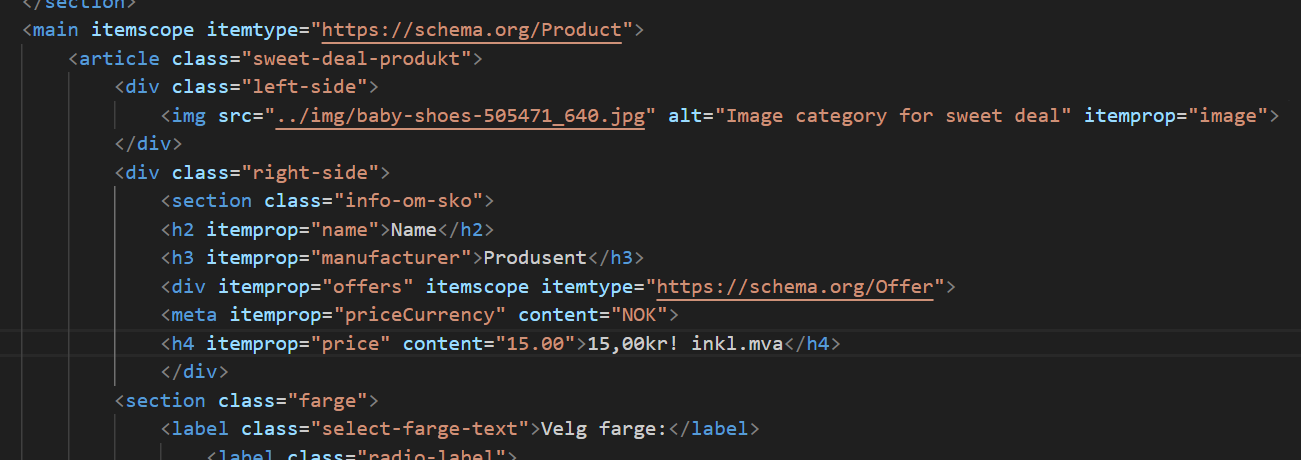 </section>
<main itemscope itemtype="https://schema.org/Product">
<article class="sweet-deal-produkt">
<div class="left-side">
<img src="../img/baby-shoes-505471_640.jpg" alt="Image category for sweet deal" itemprop="image">
</div>
<div class="right-side">
<section class="info-om-sko">
<h2 itemprop="name">Name</h2>
<h3 itemprop="manufacturer">Produsent</h3>
<div itemprop="offers" itemscope itemtype="https://schema.org/Offer">
<meta itemprop="priceCurrency" content="NOK">
<h4 itemprop="price" content="15.00">15,00kr! inkl.mva</h4>
</div>
<section class="farge">
<label class="select-farge-text">Velg farge:</label>
<label class="radio-label">